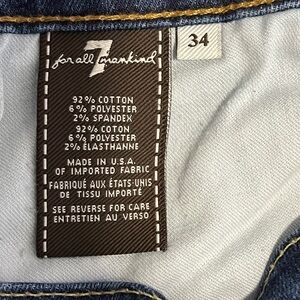 7
for all mankind
34
92% COTTON
6% POLYESTER
2% SPANDEX
92% COTON
6% POLYESTER
2% ÉLASTHANNE
MADE IN U.S.A.
OF IMPORTED FABRIC
FABRIQUÉ AUX ÉTATS-UNIS
DE TISSU IMPORTÉ
SEE REVERSE FOR CARE
ENTRETIEN AU VERSO